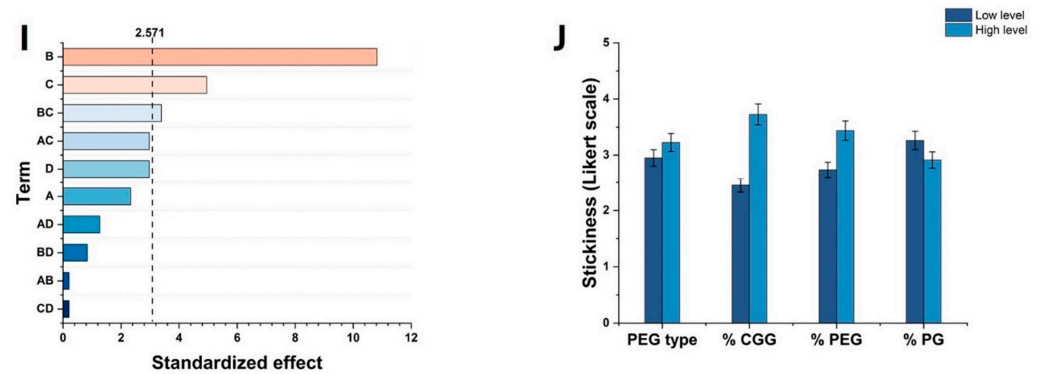 I
2.571
B
C
BC
AC
D
A
AD
BD
AB
CD
Term
0 2 4 6 8 10 12
Standardized effect
J
Low level
High level
5
4
3
2
1
0
Stickiness (Likert scale)
PEG type % CGG % PEG % PG